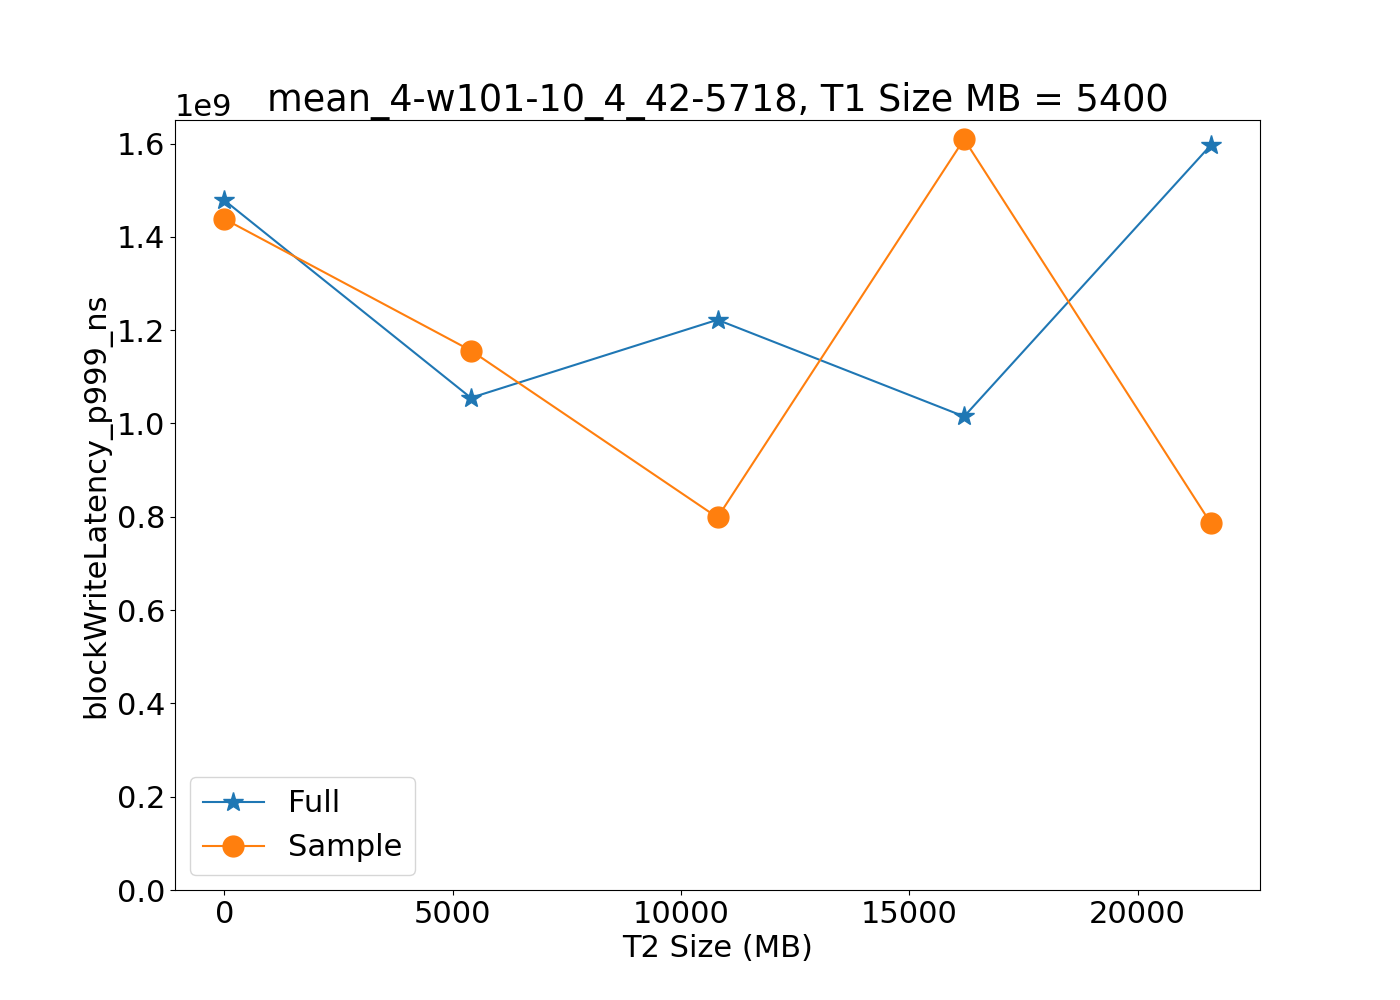 mean_4-w101-10_4_42-5718, T1 Size MB = 5400
1e9
1.6
1.4
1.2
1.0
0.8
0.6
0.4
0.2
0.0
blockWriteLatency_p999_ns
Full
Sample
0 5000 10000 15000 20000
T2 Size (MB)